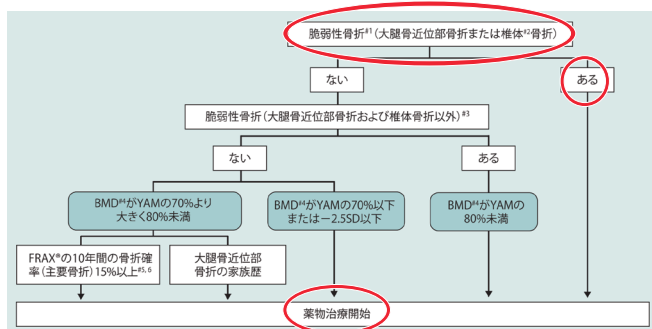 脆弱性骨折#1(大腿骨近位部骨折または椎体#2骨折)
ない
ある
脆弱性骨折(大腿骨近位部骨折および椎体骨折以外)#3
ない
ある
BMD#4がYAMの70%より
大きく80%未満
BMD#4がYAMの70%以下
または-2.5SD以下
BMD#4がYAMの
80%未満
FRAX®の10年間の骨折確
率(主要骨折)15%以上#5,6
大腿骨近位部
骨折の家族歴
薬物治療開始